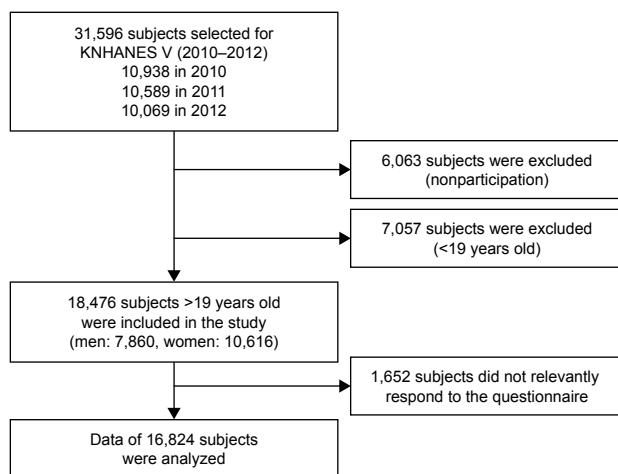 31,596 subjects selected for
KNHANES V (2010–2012)
10,938 in 2010
10,589 in 2011
10,069 in 2012
6,063 subjects were excluded
(nonparticipation)
7,057 subjects were excluded
(<19 years old)
18,476 subjects >19 years old
were included in the study
(men: 7,860, women: 10,616)
1,652 subjects did not relevantly
respond to the questionnaire
Data of 16,824 subjects
were analyzed